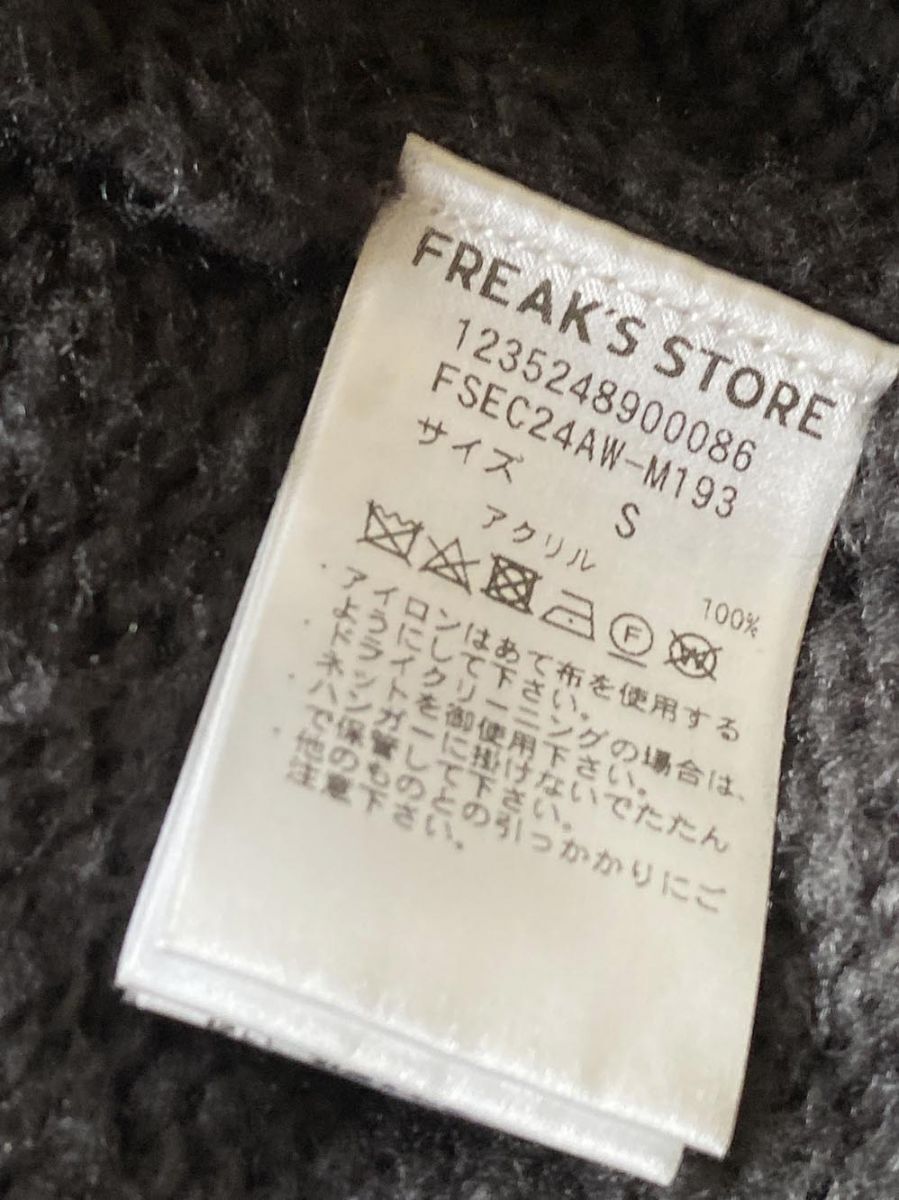 FREAK'S STORE
1235248900086
FSEC24AW-M193
サイズ S
アクリル 100%
F W
・アイロンはあて布を使用する
ようにして下さい。
・ドライクリーニングの場合は、
ネットを御使用下さい。
・ハンガーに掛けないでたたん
で保管して下さい。
・他のものとの引っかかりにご
注意下さい。